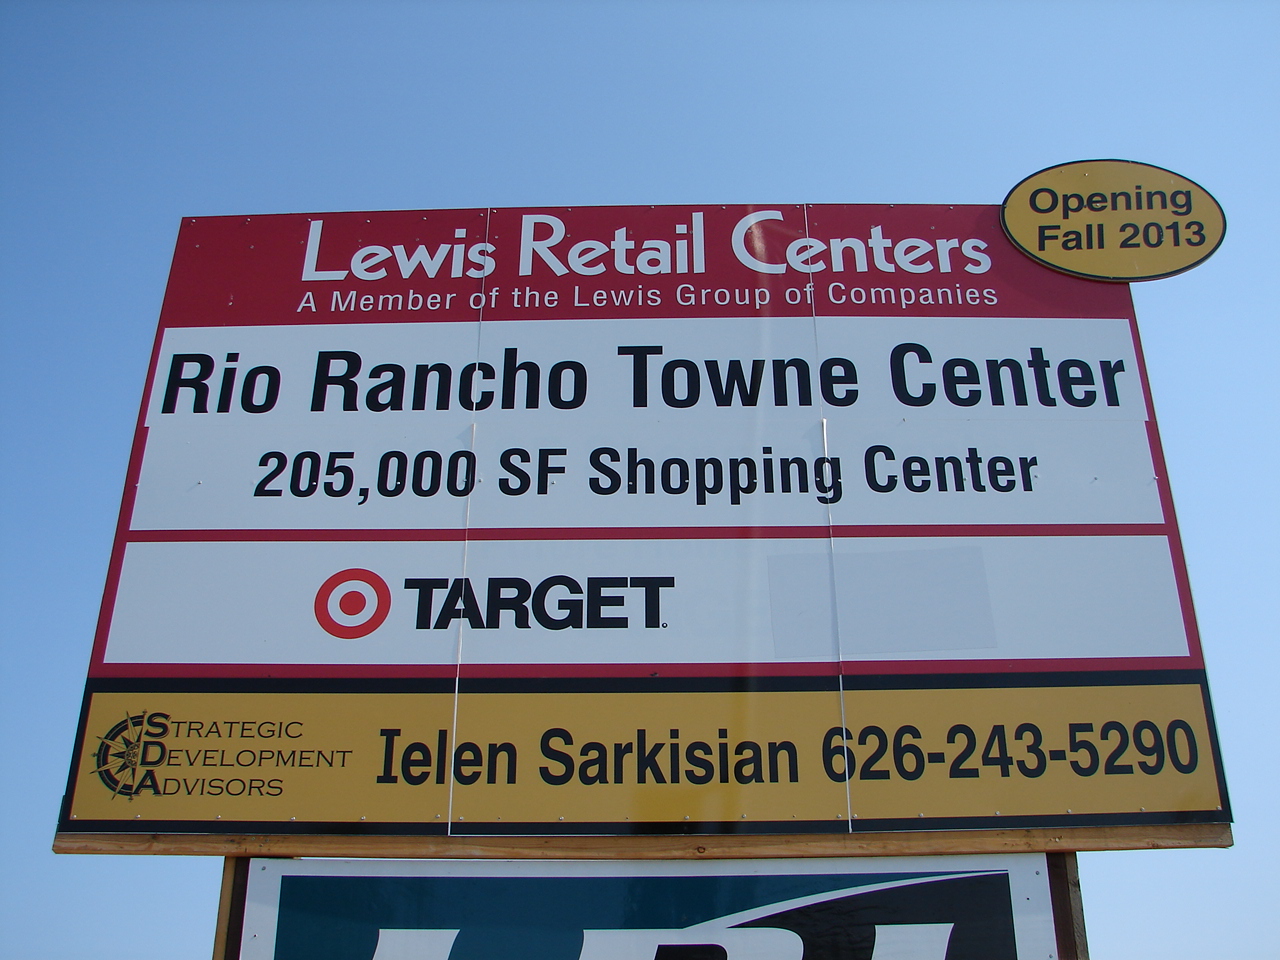 Opening
Fall 2013
Lewis Retail Centers
A Member of the Lewis Group of Companies
Rio Rancho Towne Center
205,000 SF Shopping Center
TARGET
STRATEGIC
DEVELOPMENT
ADVISORS
SDA
Ielen Sarkisian 626-243-5290